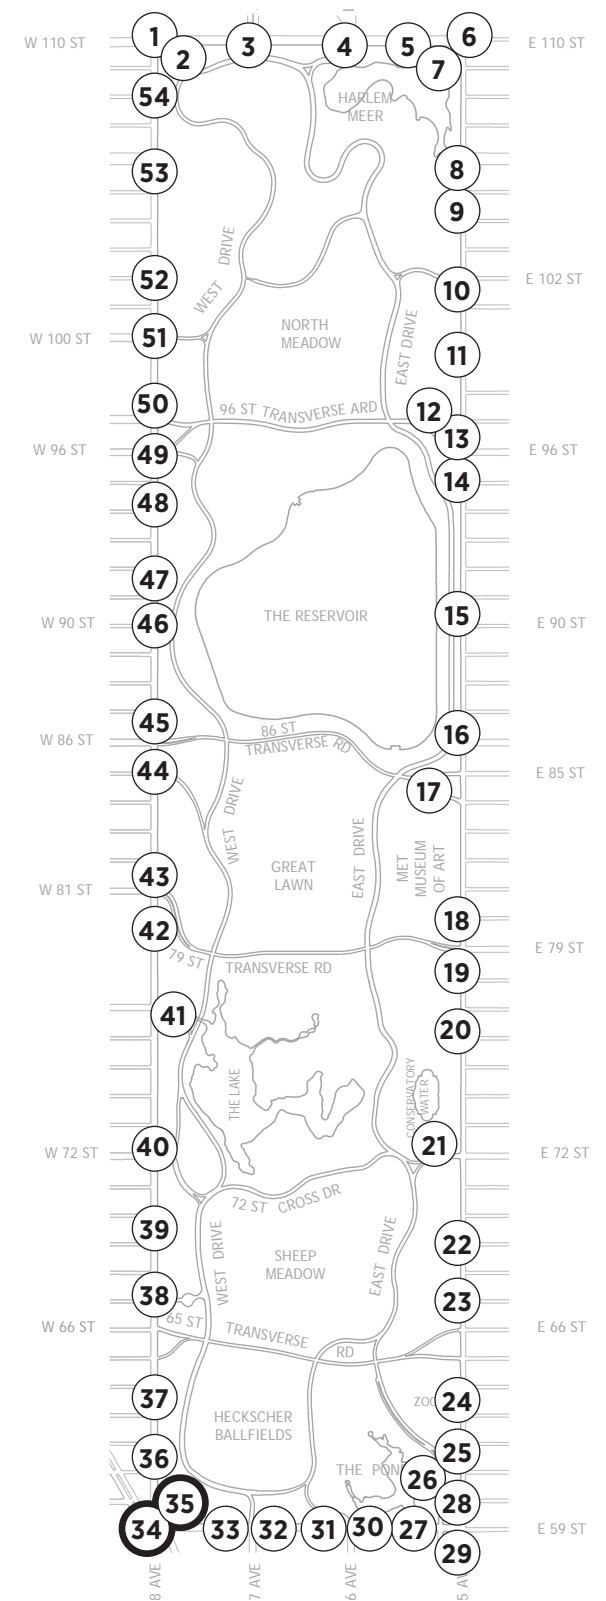 1
2
3
4
5
6
7
W 110 ST
E 110 ST
54
HARLEM
MEER
53
8
9
WEST DRIVE
52
10
E 102 ST
W 100 ST
51
NORTH
MEADOW
EAST DRIVE
11
50
96 ST TRANSVERSE ARD
12
13
W 96 ST
49
E 96 ST
14
48
47
W 90 ST
46
THE RESERVOIR
15
E 90 ST
45
16
W 86 ST
86 ST
TRANSVERSE RD
44
E 85 ST
17
WEST DRIVE
EAST DRIVE
GREAT
LAWN
MET
MUSEUM
OF ART
43
W 81 ST
42
18
79 ST
TRANSVERSE RD
E 79 ST
19
41
20
THE LAKE
CONSERVATORY
WATER
40
W 72 ST
21
E 72 ST
72 ST CROSS DR
39
WEST DRIVE
SHEEP
MEADOW
EAST DRIVE
22
38
23
W 66 ST
65 ST
TRANSVERSE
RD
E 66 ST
37
ZOO
24
HECKSCHER
BALLFIELDS
36
25
THE POND
26
35
28
34
33
32
31
30
27
E 59 ST
29
8 AVE
7 AVE
6 AVE
5 AV